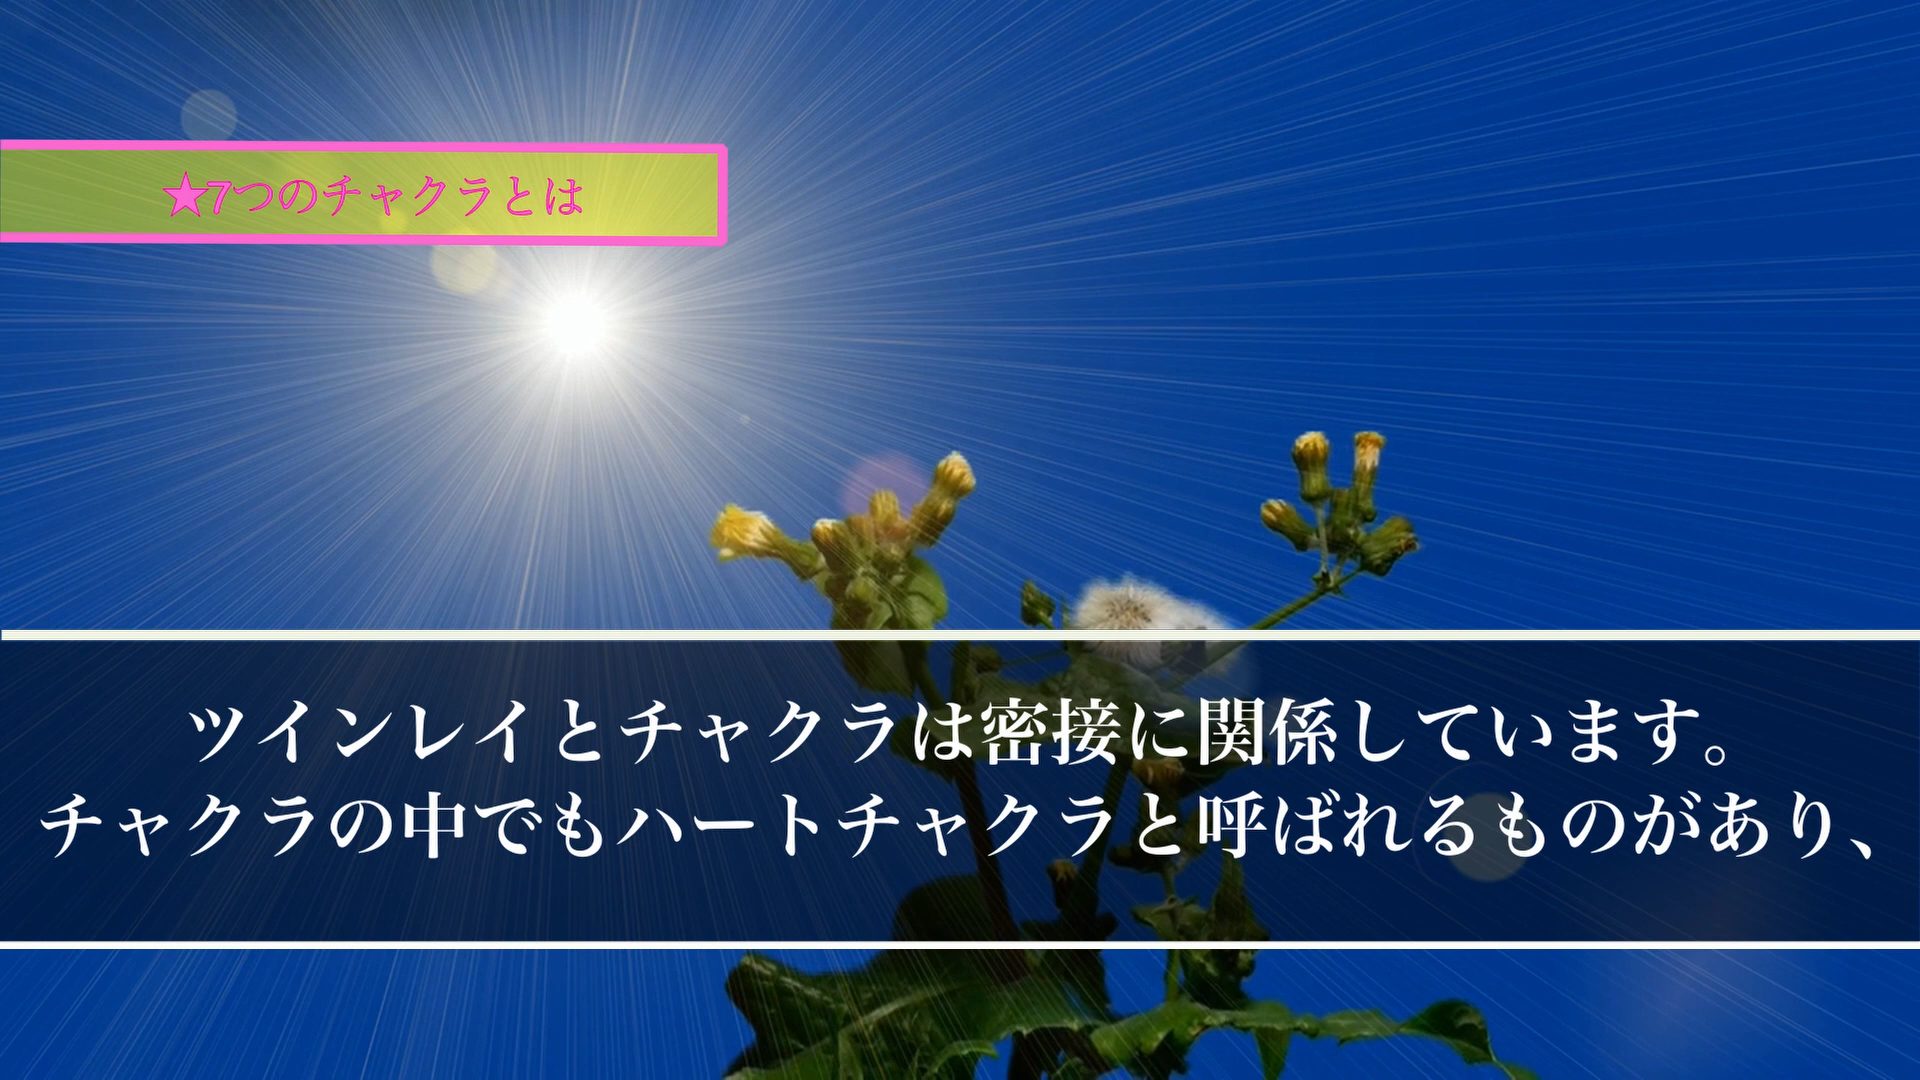 ★7つのチャクラとは
ツインレイとチャクラは密接に関係しています。
チャクラの中でもハートチャクラと呼ばれるものがあり、